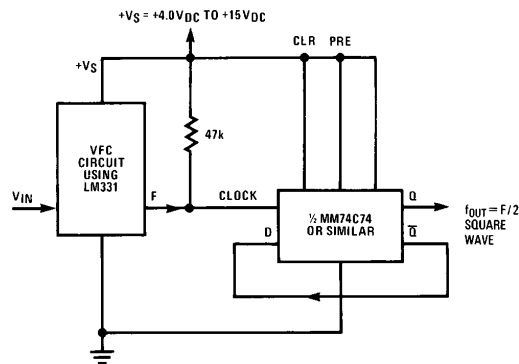 +VS = +4.0VDC TO +15VDC
CLR PRE
+VS
47k
VFC
CIRCUIT
USING
LM331
VIN
F
CLOCK
½ MM74C74
OR SIMILAR
D
Q
Q̅
fOUT = F/2
SQUARE
WAVE